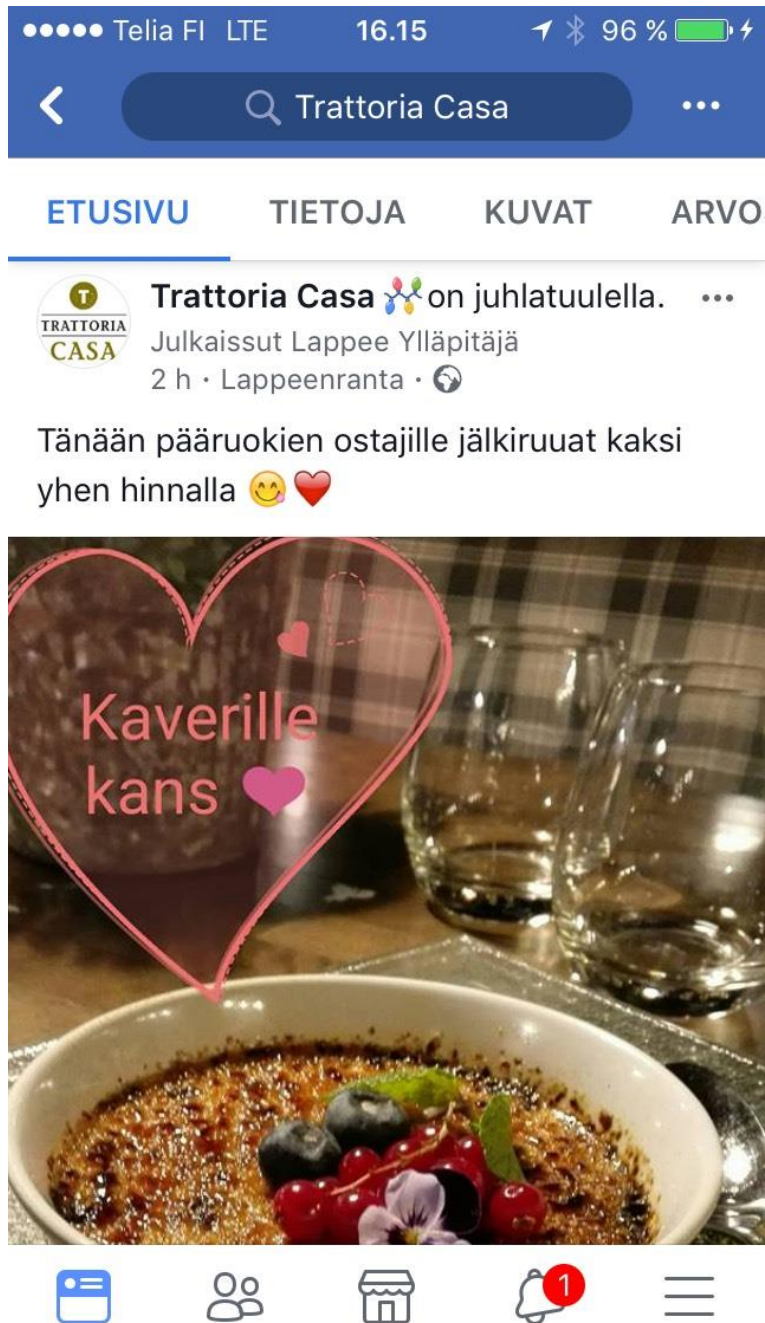 ●●●●● Telia FI LTE 16.15 96 %
Trattoria Casa
ETUSIVU TIETOJA KUVAT ARVO
T
TRATTORIA
CASA
Trattoria Casa on juhlatuulella.
Julkaissut Lappee Ylläpitäjä
2 h · Lappeenranta ·
Tänään pääruokien ostajille jälkiruuat kaksi
yhen hinnalla 😋❤️
Kaverille
kans
1